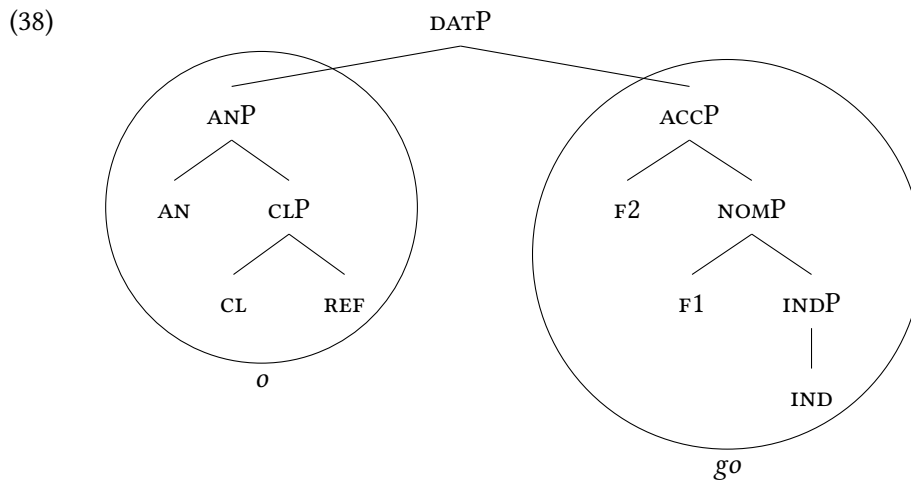 (38)
DATP
ANP ACCP
AN CLP F2 NOMP
CL REF F1 INDP
o
IND
go